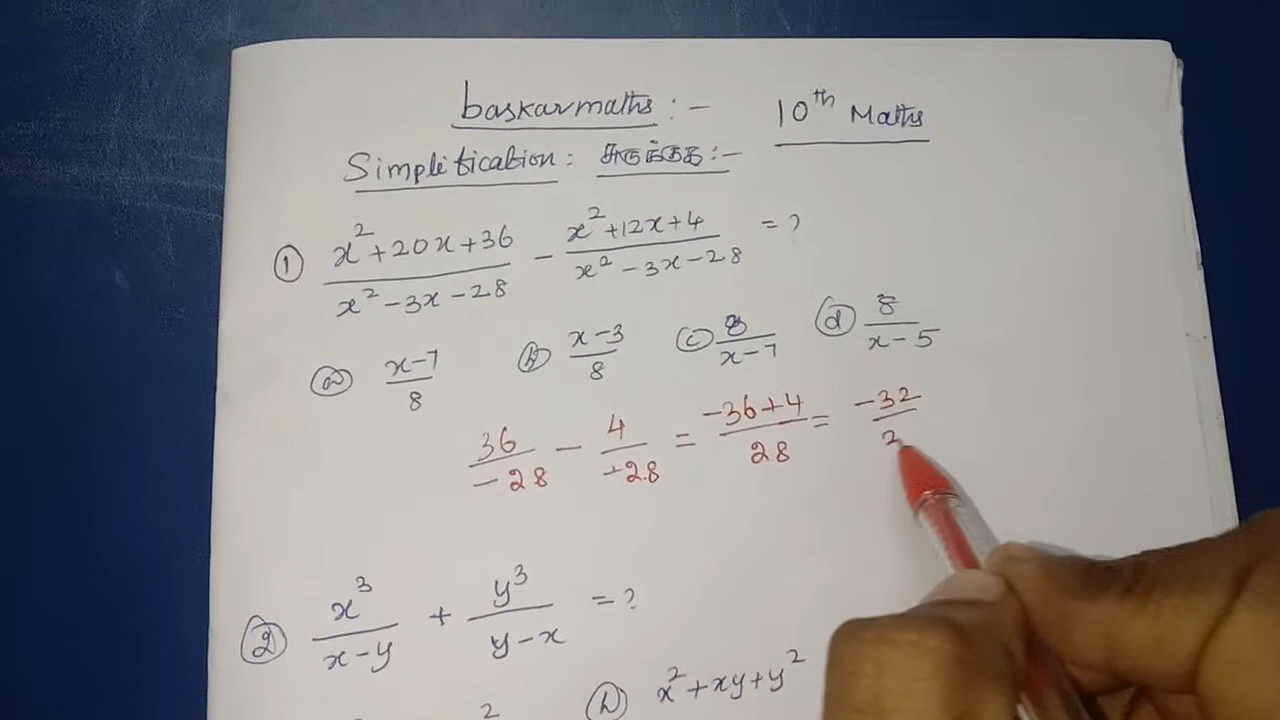 baskarmaths :- 10th Maths
Simplification :
① (x²+20x+36)/(x²-3x-28) - (x²+12x+4)/(x²-3x-28) = ?
ⓐ (x-7)/8 ⓑ (x-3)/8 ⓒ 8/(x-7) ⓓ 8/(x-5)
36/-28 - 4/-28 = (-36+4)/28 = -32/2
② x³/(x-y) + y³/(y-x) = ?
2 ⓑ x²+xy+y²